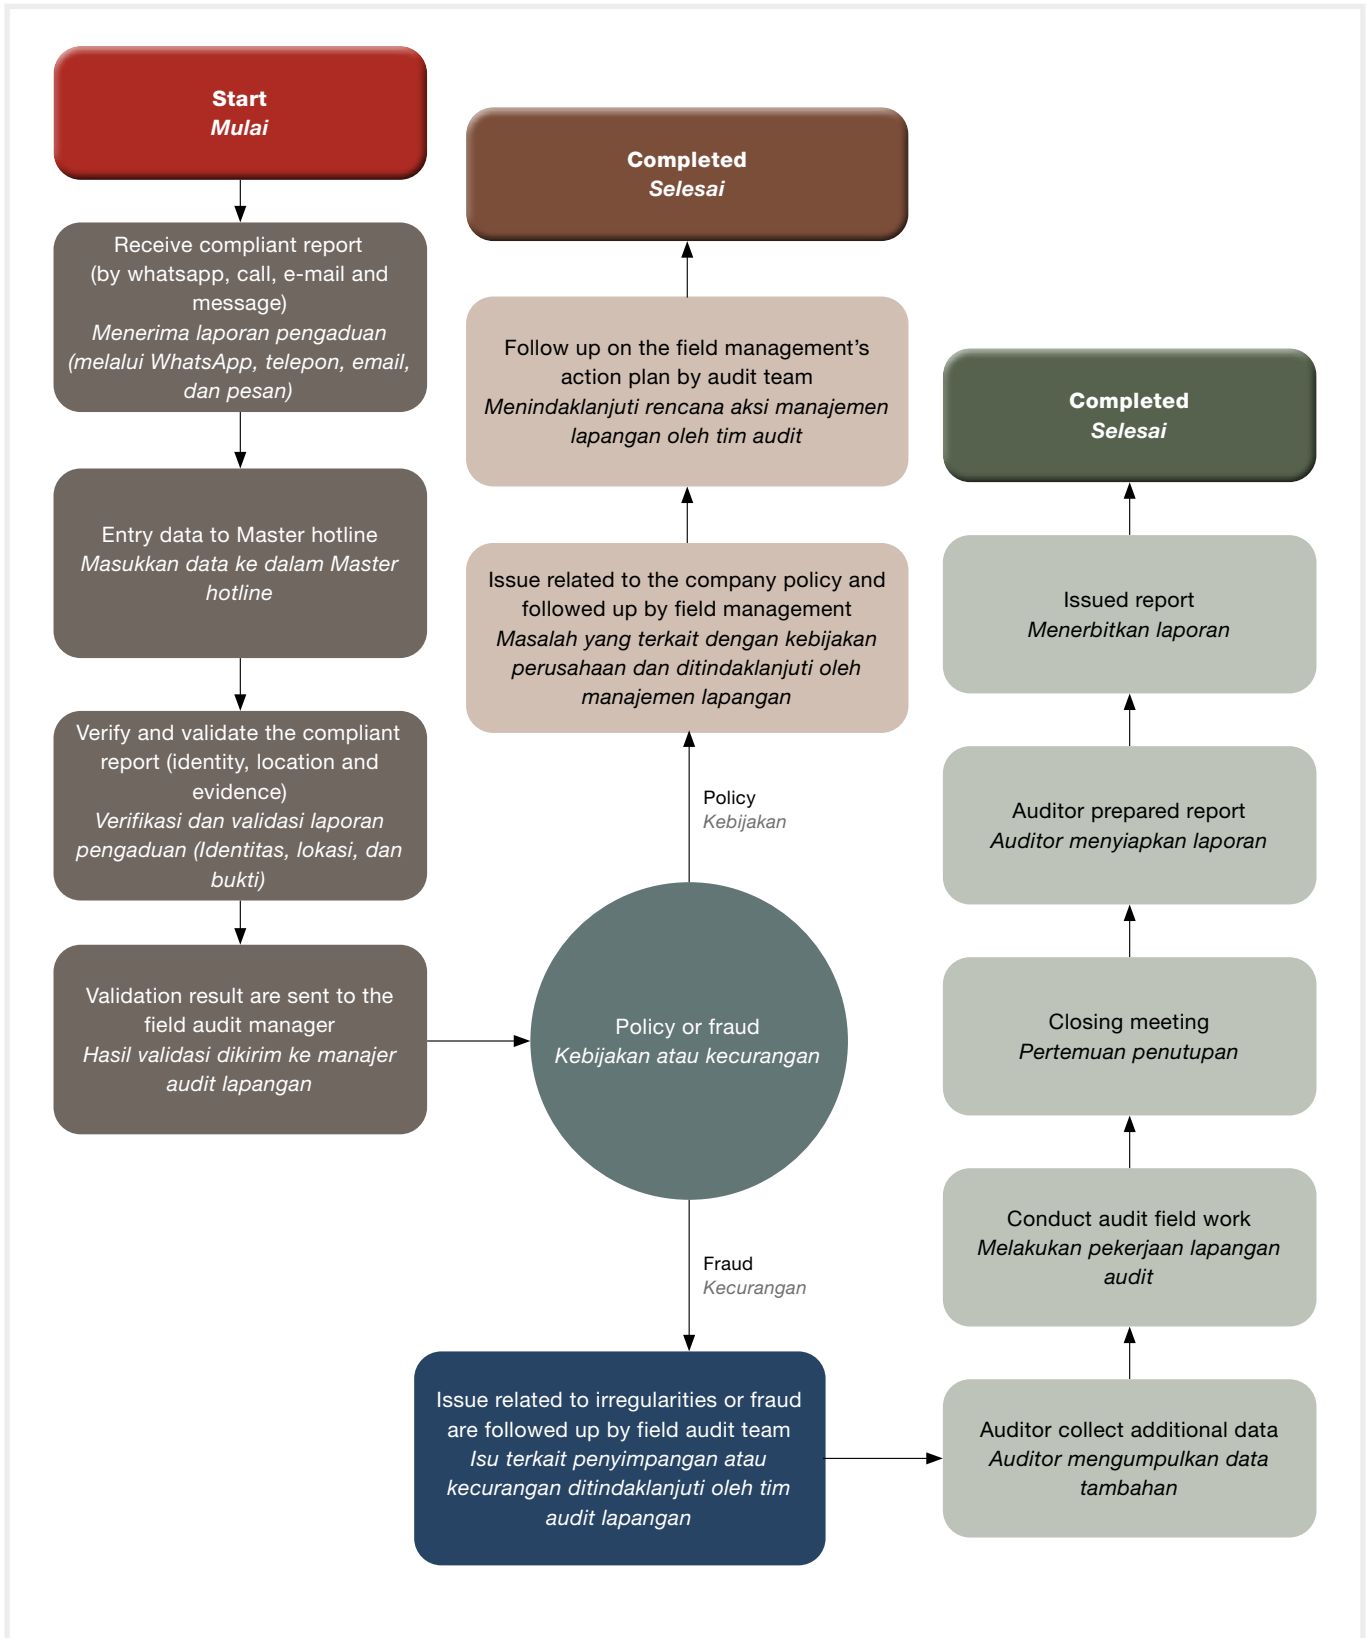 Start
Mulai
Receive compliant report
(by whatsapp, call, e-mail and
message)
Menerima laporan pengaduan
(melalui WhatsApp, telepon, email,
dan pesan)
Entry data to Master hotline
Masukkan data ke dalam Master
hotline
Verify and validate the compliant
report (identity, location and
evidence)
Verifikasi dan validasi laporan
pengaduan (Identitas, lokasi, dan
bukti)
Validation result are sent to the
field audit manager
Hasil validasi dikirim ke manajer
audit lapangan
Policy or fraud
Kebijakan atau kecurangan
Policy
Kebijakan
Issue related to the company policy and
followed up by field management
Masalah yang terkait dengan kebijakan
perusahaan dan ditindaklanjuti oleh
manajemen lapangan
Follow up on the field management’s
action plan by audit team
Menindaklanjuti rencana aksi manajemen
lapangan oleh tim audit
Completed
Selesai
Fraud
Kecurangan
Issue related to irregularities or fraud
are followed up by field audit team
Isu terkait penyimpangan atau
kecurangan ditindaklanjuti oleh tim
audit lapangan
Auditor collect additional data
Auditor mengumpulkan data
tambahan
Conduct audit field work
Melakukan pekerjaan lapangan
audit
Closing meeting
Pertemuan penutupan
Auditor prepared report
Auditor menyiapkan laporan
Issued report
Menerbitkan laporan
Completed
Selesai